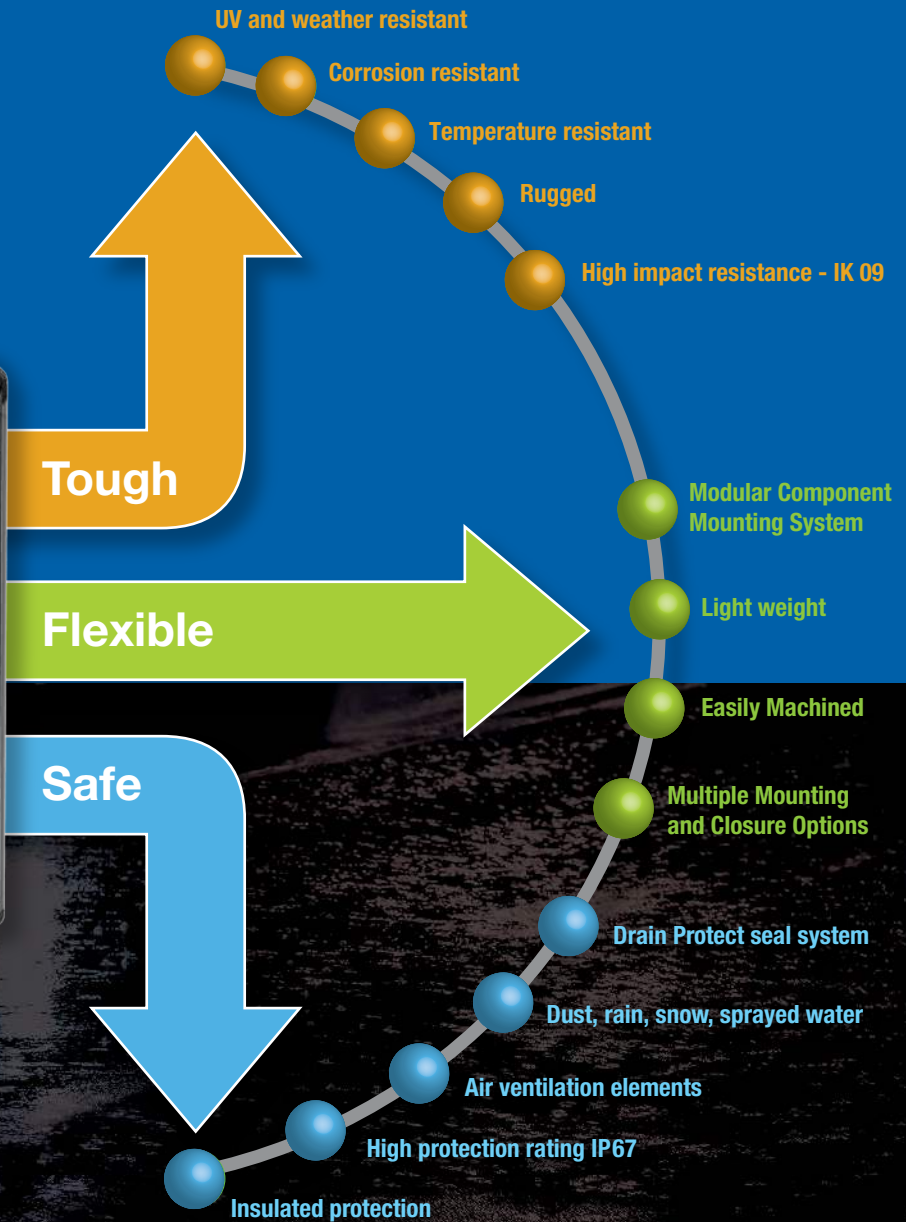 UV and weather resistant
Corrosion resistant
Temperature resistant
Rugged
High impact resistance - IK 09
Tough
Modular Component
Mounting System
Flexible
Light weight
Easily Machined
Safe
Multiple Mounting
and Closure Options
Drain Protect seal system
Dust, rain, snow, sprayed water
Air ventilation elements
High protection rating IP67
Insulated protection